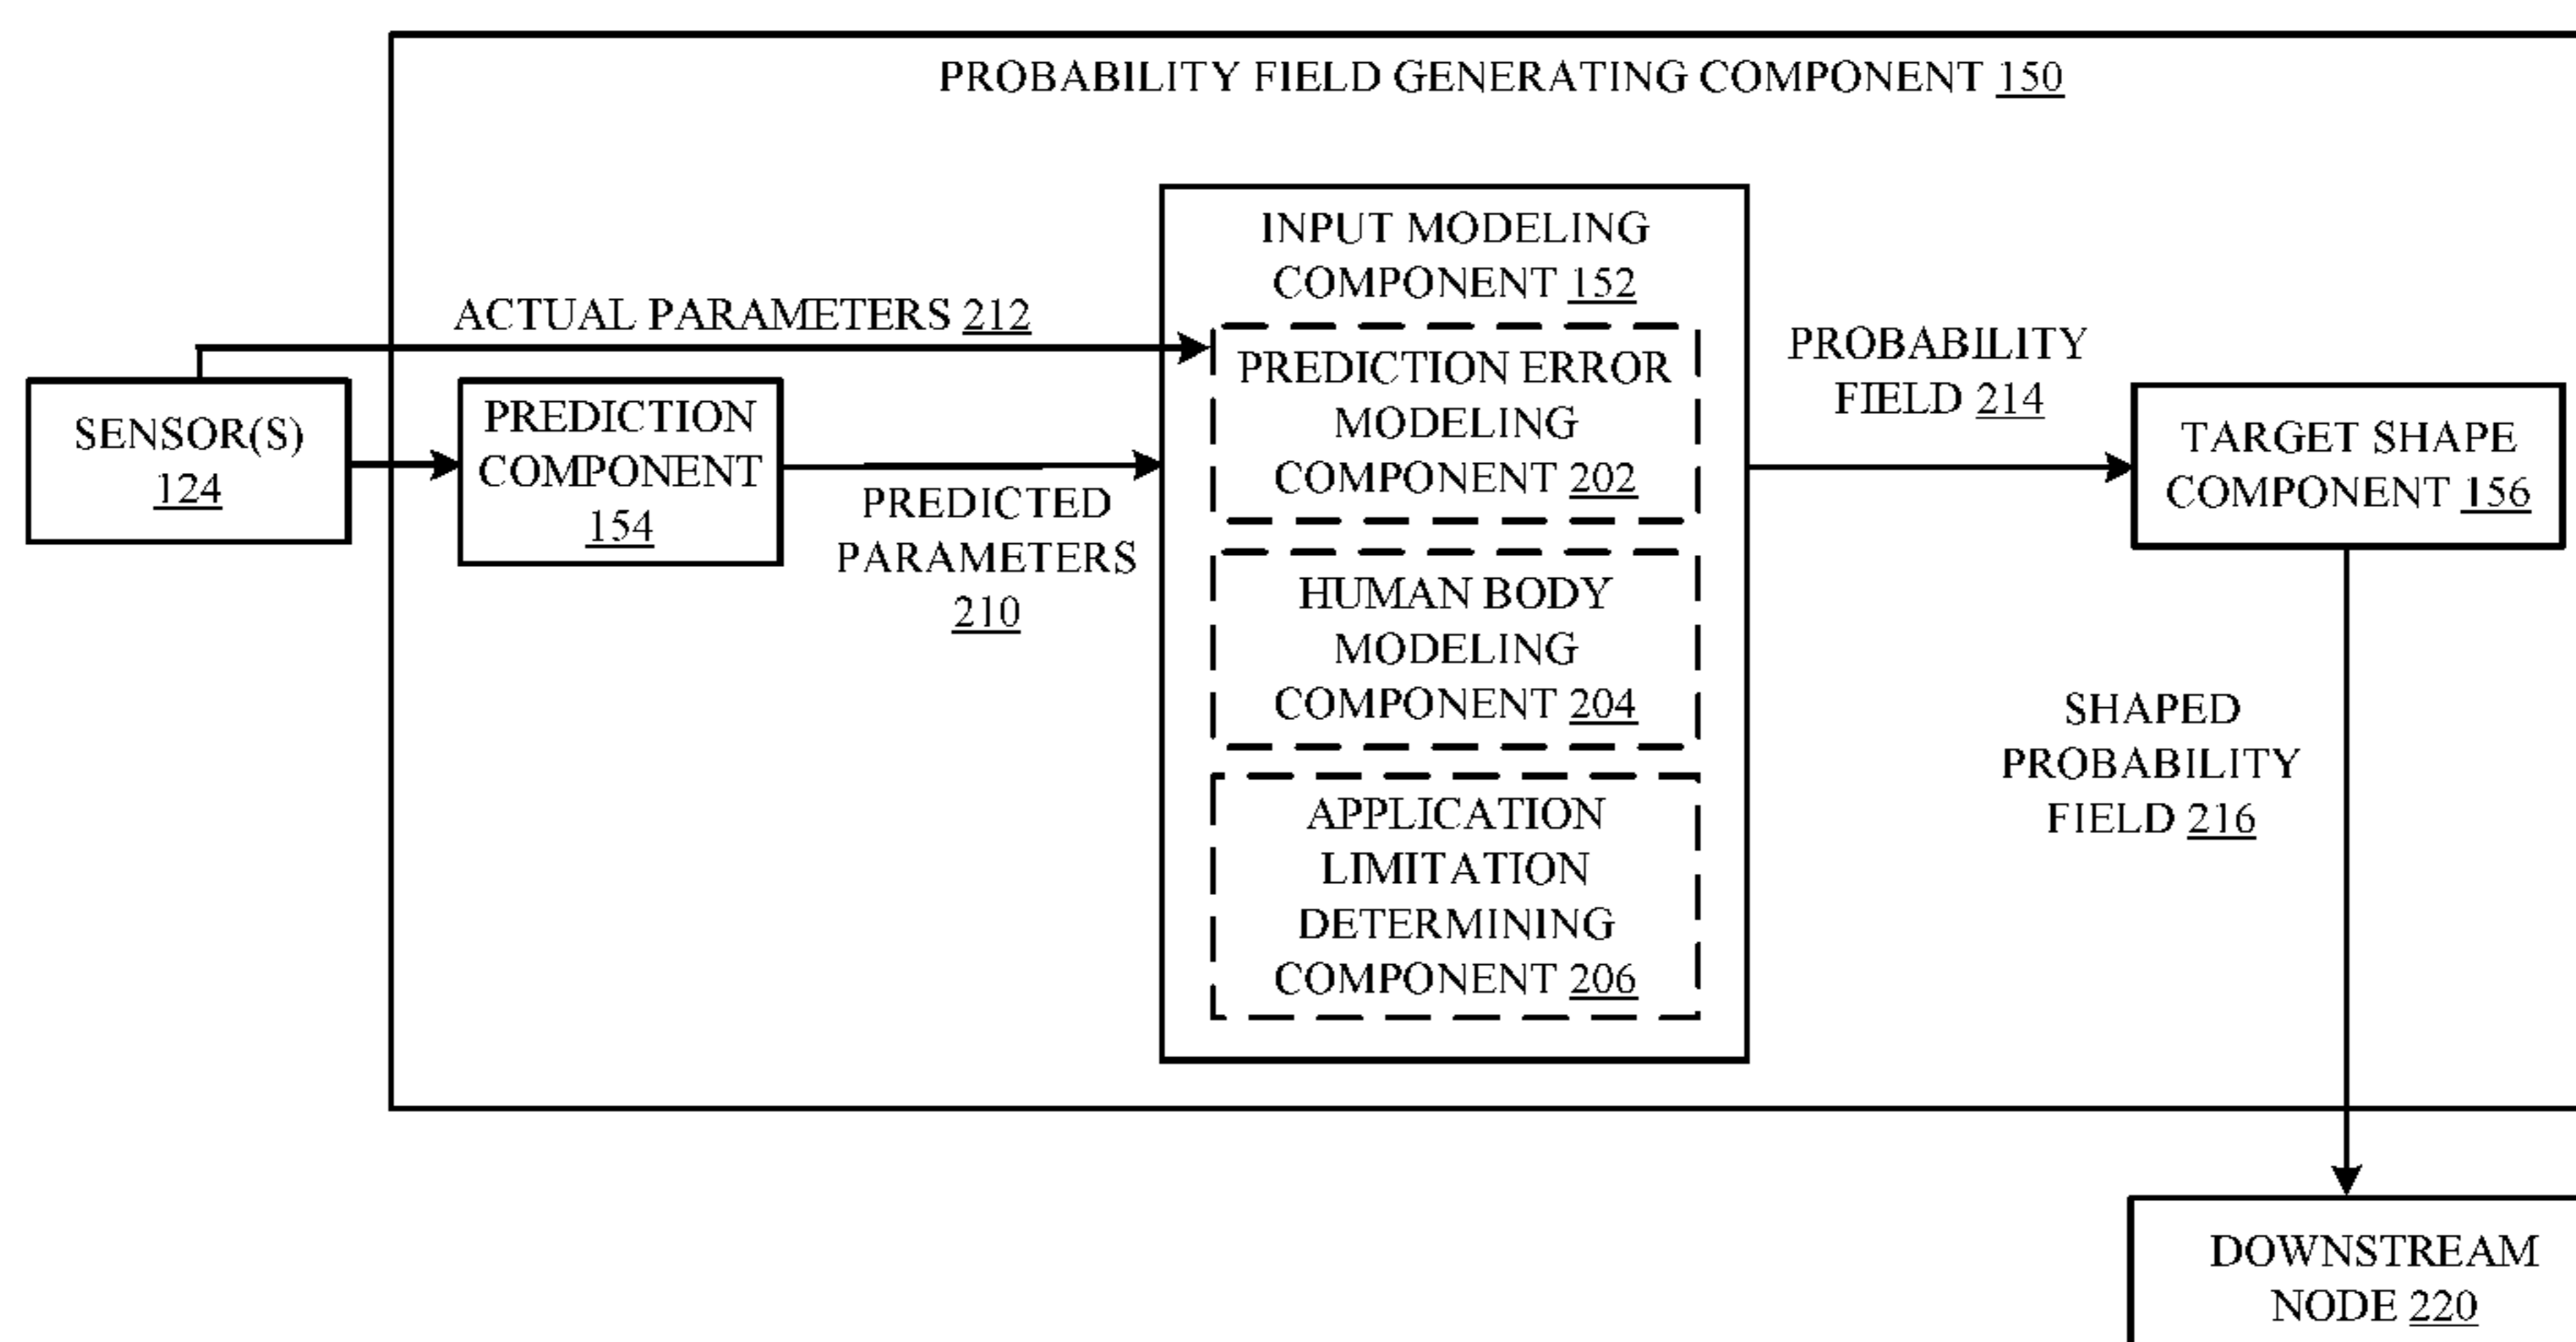 PROBABILITY FIELD GENERATING COMPONENT 150
INPUT MODELING
COMPONENT 152
ACTUAL PARAMETERS 212
SENSOR(S)
124
PREDICTION
COMPONENT
154
PREDICTED
PARAMETERS
210
PREDICTION ERROR
MODELING
COMPONENT 202
HUMAN BODY
MODELING
COMPONENT 204
APPLICATION
LIMITATION
DETERMINING
COMPONENT 206
PROBABILITY
FIELD 214
TARGET SHAPE
COMPONENT 156
SHAPED
PROBABILITY
FIELD 216
DOWNSTREAM
NODE 220